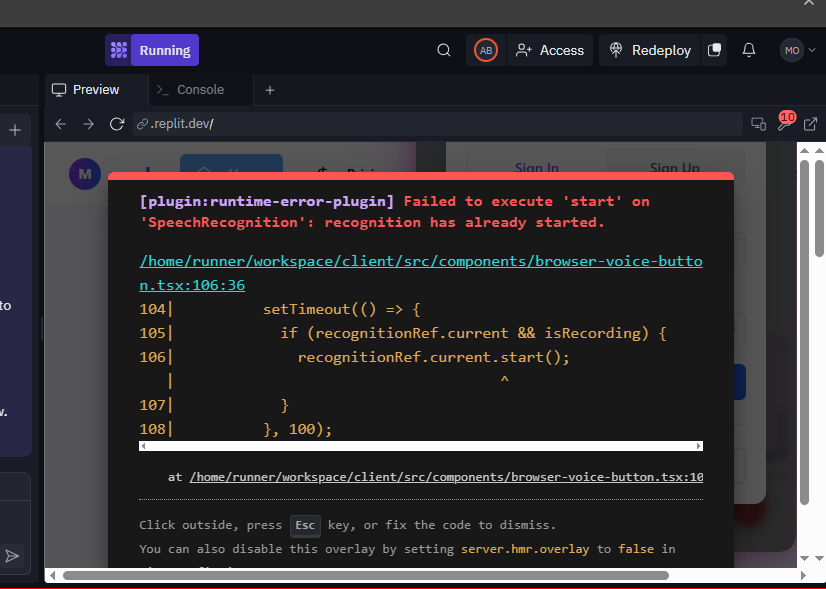 Running
AB
Access
Redeploy
MO
Preview
>_ Console
+
+
.replit.dev/
10
M
Sign In
Sign Up
[plugin:runtime-error-plugin] Failed to execute 'start' on
'SpeechRecognition': recognition has already started.
/home/runner/workspace/client/src/components/browser-voice-butto
n.tsx:106:36
to
104| setTimeout(() => {
105| if (recognitionRef.current && isRecording) {
106| recognitionRef.current.start();
| ^
107| }
w.
108| }, 100);
at /home/runner/workspace/client/src/components/browser-voice-button.tsx:10
Click outside, press Esc key, or fix the code to dismiss.
You can also disable this overlay by setting server.hmr.overlay to false in